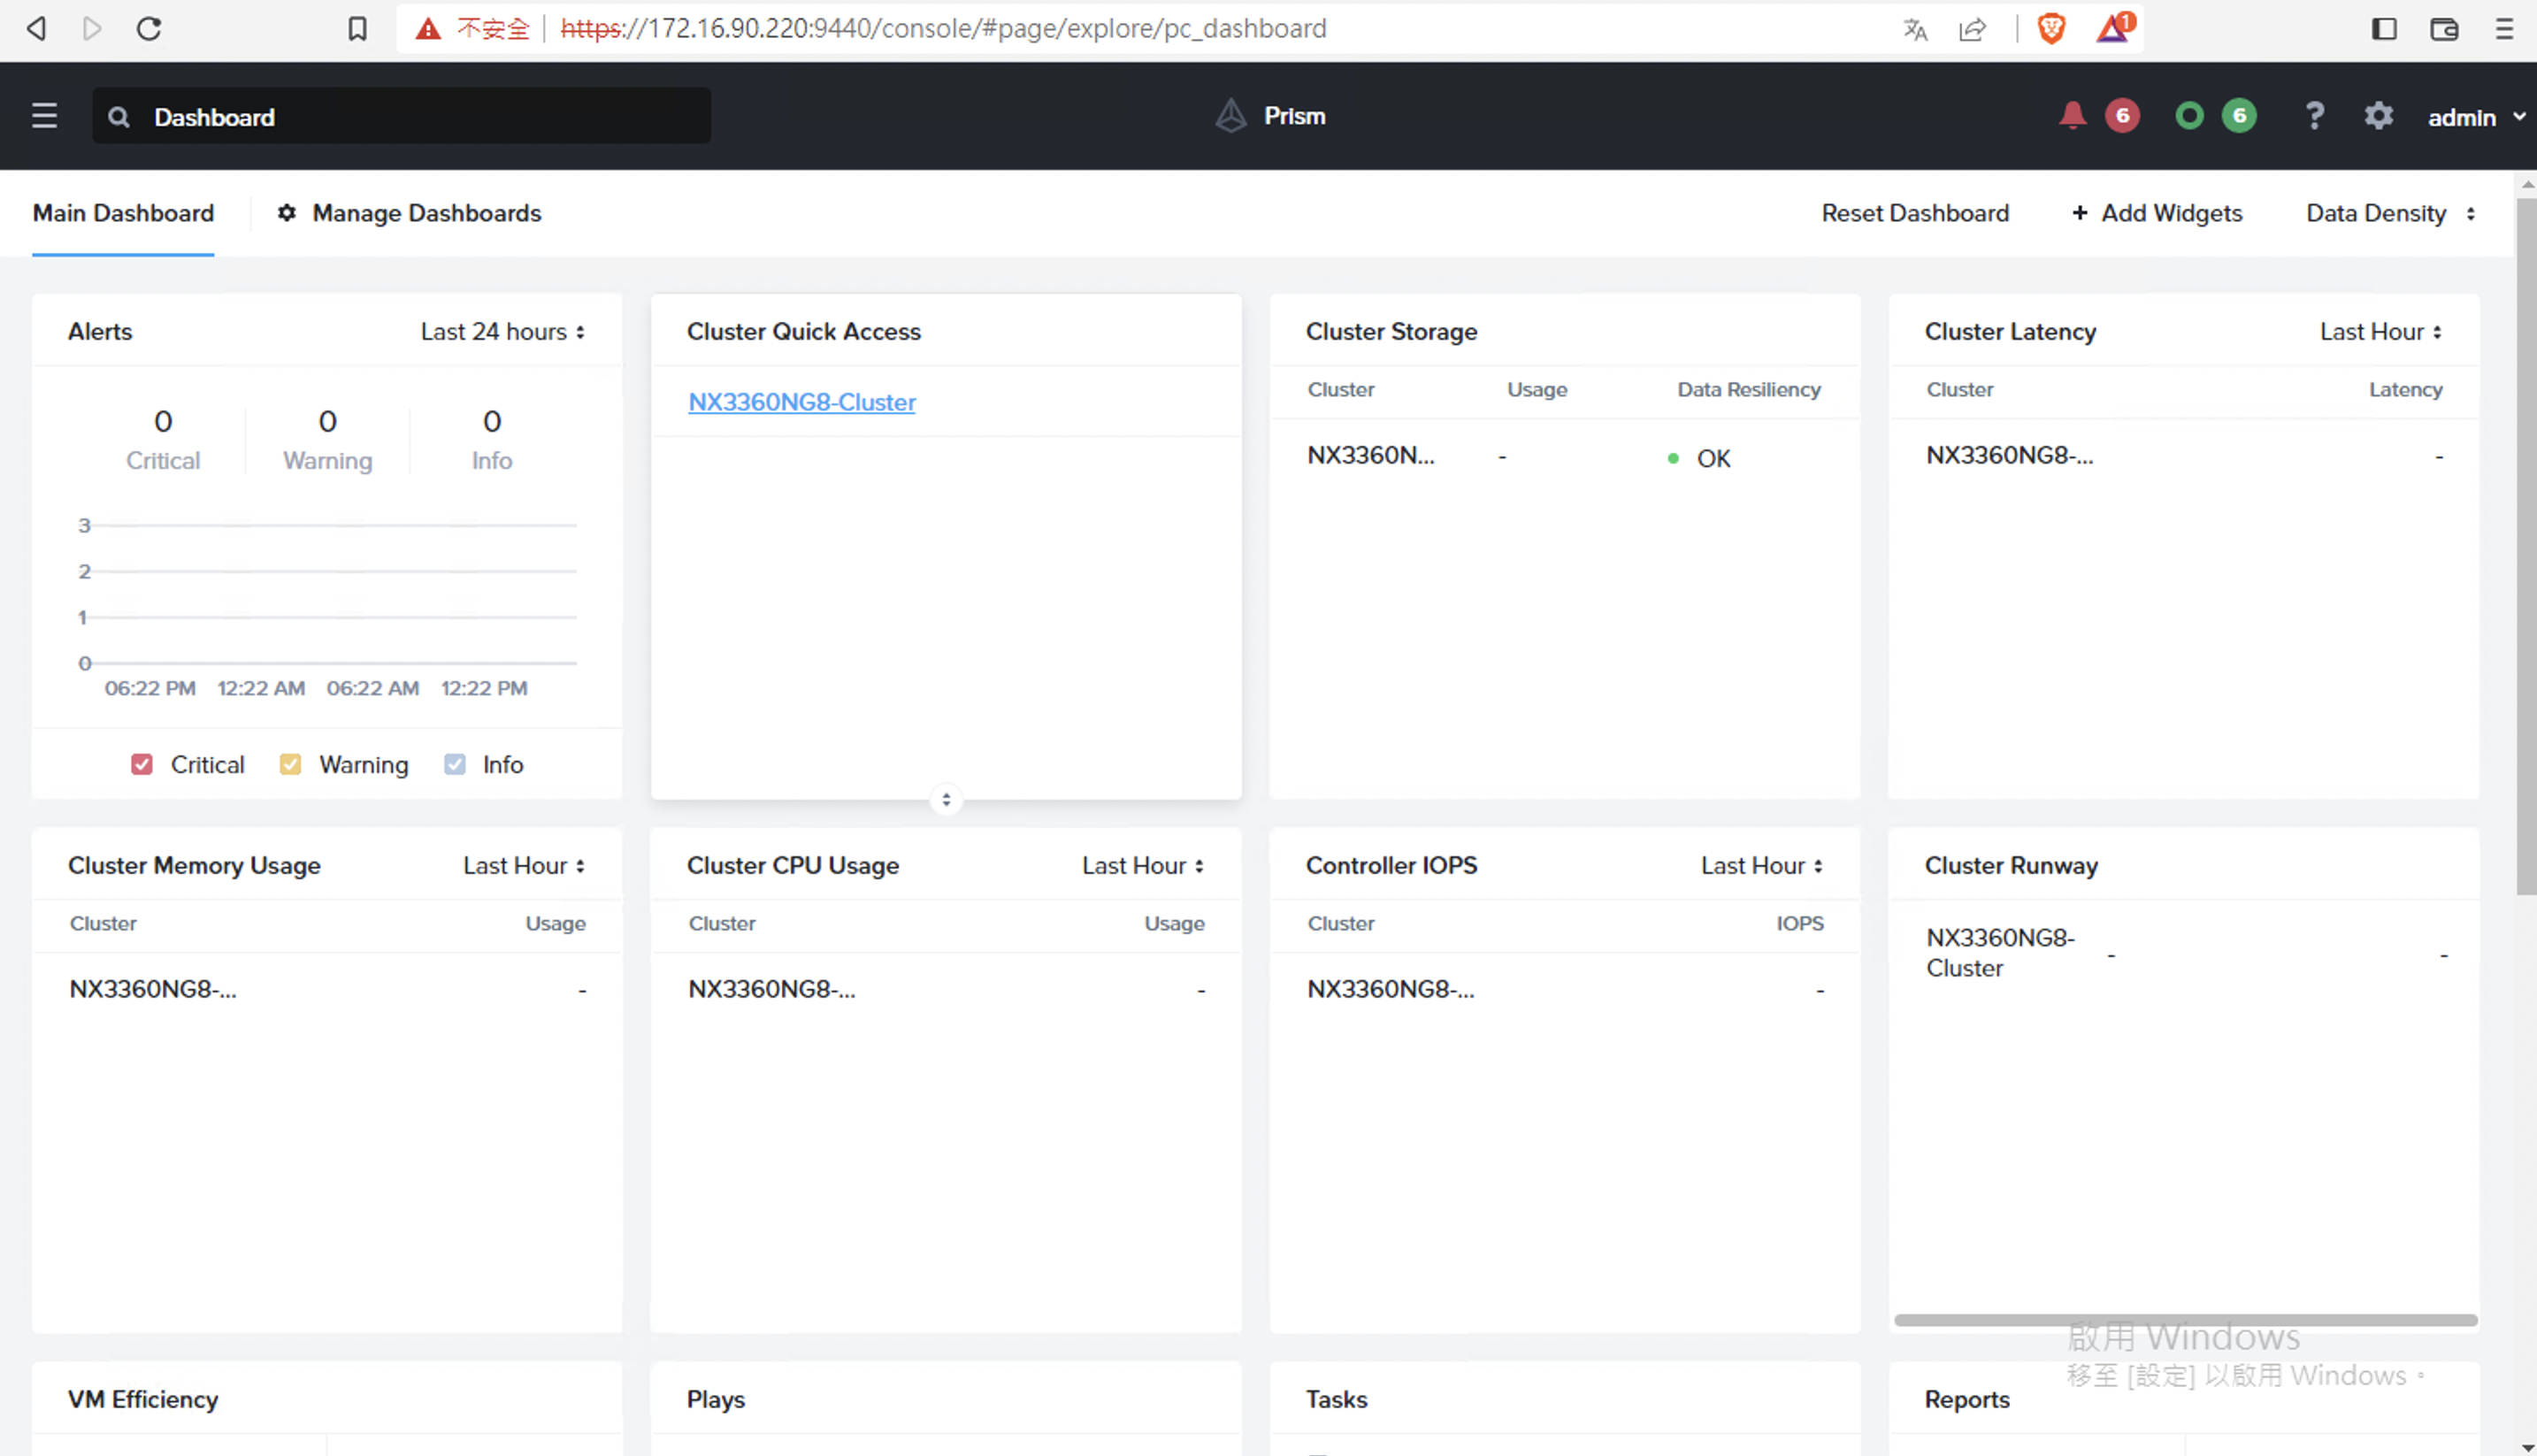 不安全 https://172.16.90.220:9440/console/#page/explore/pc_dashboard 1
Dashboard Prism 6 6 ? admin
Main Dashboard Manage Dashboards Reset Dashboard + Add Widgets Data Density
Alerts Last 24 hours
0 0 0
Critical Warning Info
3
2
1
0
06:22 PM 12:22 AM 06:22 AM 12:22 PM
Critical Warning Info
Cluster Quick Access
NX3360NG8-Cluster
Cluster Storage
Cluster Usage Data Resiliency
NX3360N... - OK
Cluster Latency Last Hour
Cluster Latency
NX3360NG8-... -
Cluster Memory Usage Last Hour
Cluster Usage
NX3360NG8-... -
Cluster CPU Usage Last Hour
Cluster Usage
NX3360NG8-... -
Controller IOPS Last Hour
Cluster IOPS
NX3360NG8-... -
Cluster Runway
NX3360NG8-
Cluster - -
VM Efficiency
Plays
Tasks
Reports
啟用 Windows
移至 [設定] 以啟用 Windows。